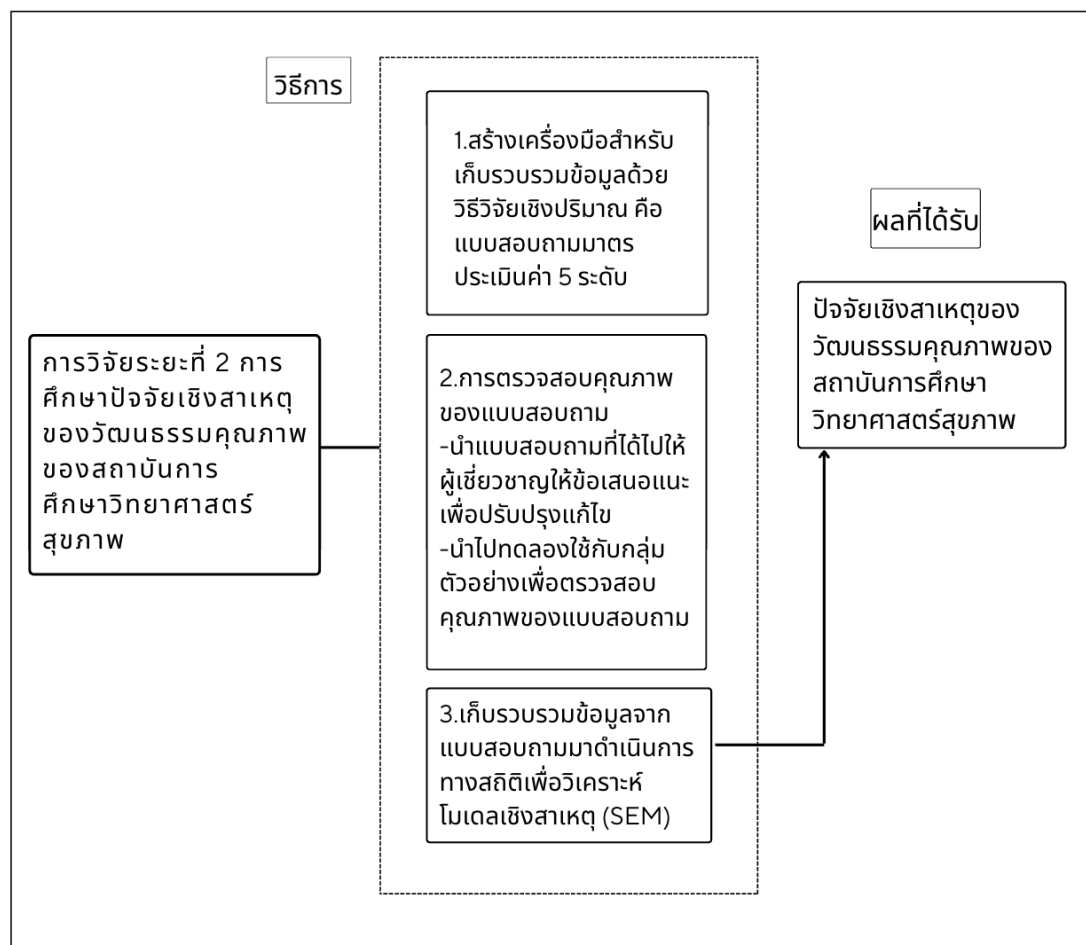 วิธีการ
1.สร้างเครื่องมือสำหรับ
เก็บรวบรวมข้อมูลด้วย
วิธีวิจัยเชิงปริมาณ คือ
แบบสอบถามมาตร
ประเมินค่า 5 ระดับ
ผลที่ได้รับ
ปัจจัยเชิงสาเหตุของ
วัฒนธรรมคุณภาพของ
สถาบันการศึกษา
วิทยาศาสตร์สุขภาพ
การวิจัยระยะที่ 2 การ
ศึกษาปัจจัยเชิงสาเหตุ
ของวัฒนธรรมคุณภาพ
ของสถาบันการ
ศึกษาวิทยาศาสตร์
สุขภาพ
2.การตรวจสอบคุณภาพ
ของแบบสอบถาม
-นำแบบสอบถามที่ได้ไปให้
ผู้เชี่ยวชาญให้ข้อเสนอแนะ
เพื่อปรับปรุงแก้ไข
-นำไปทดลองใช้กับกลุ่ม
ตัวอย่างเพื่อตรวจสอบ
คุณภาพของแบบสอบถาม
3.เก็บรวบรวมข้อมูลจาก
แบบสอบถามมาดำเนินการ
ทางสถิติเพื่อวิเคราะห์
โมเดลเชิงสาเหตุ (SEM)